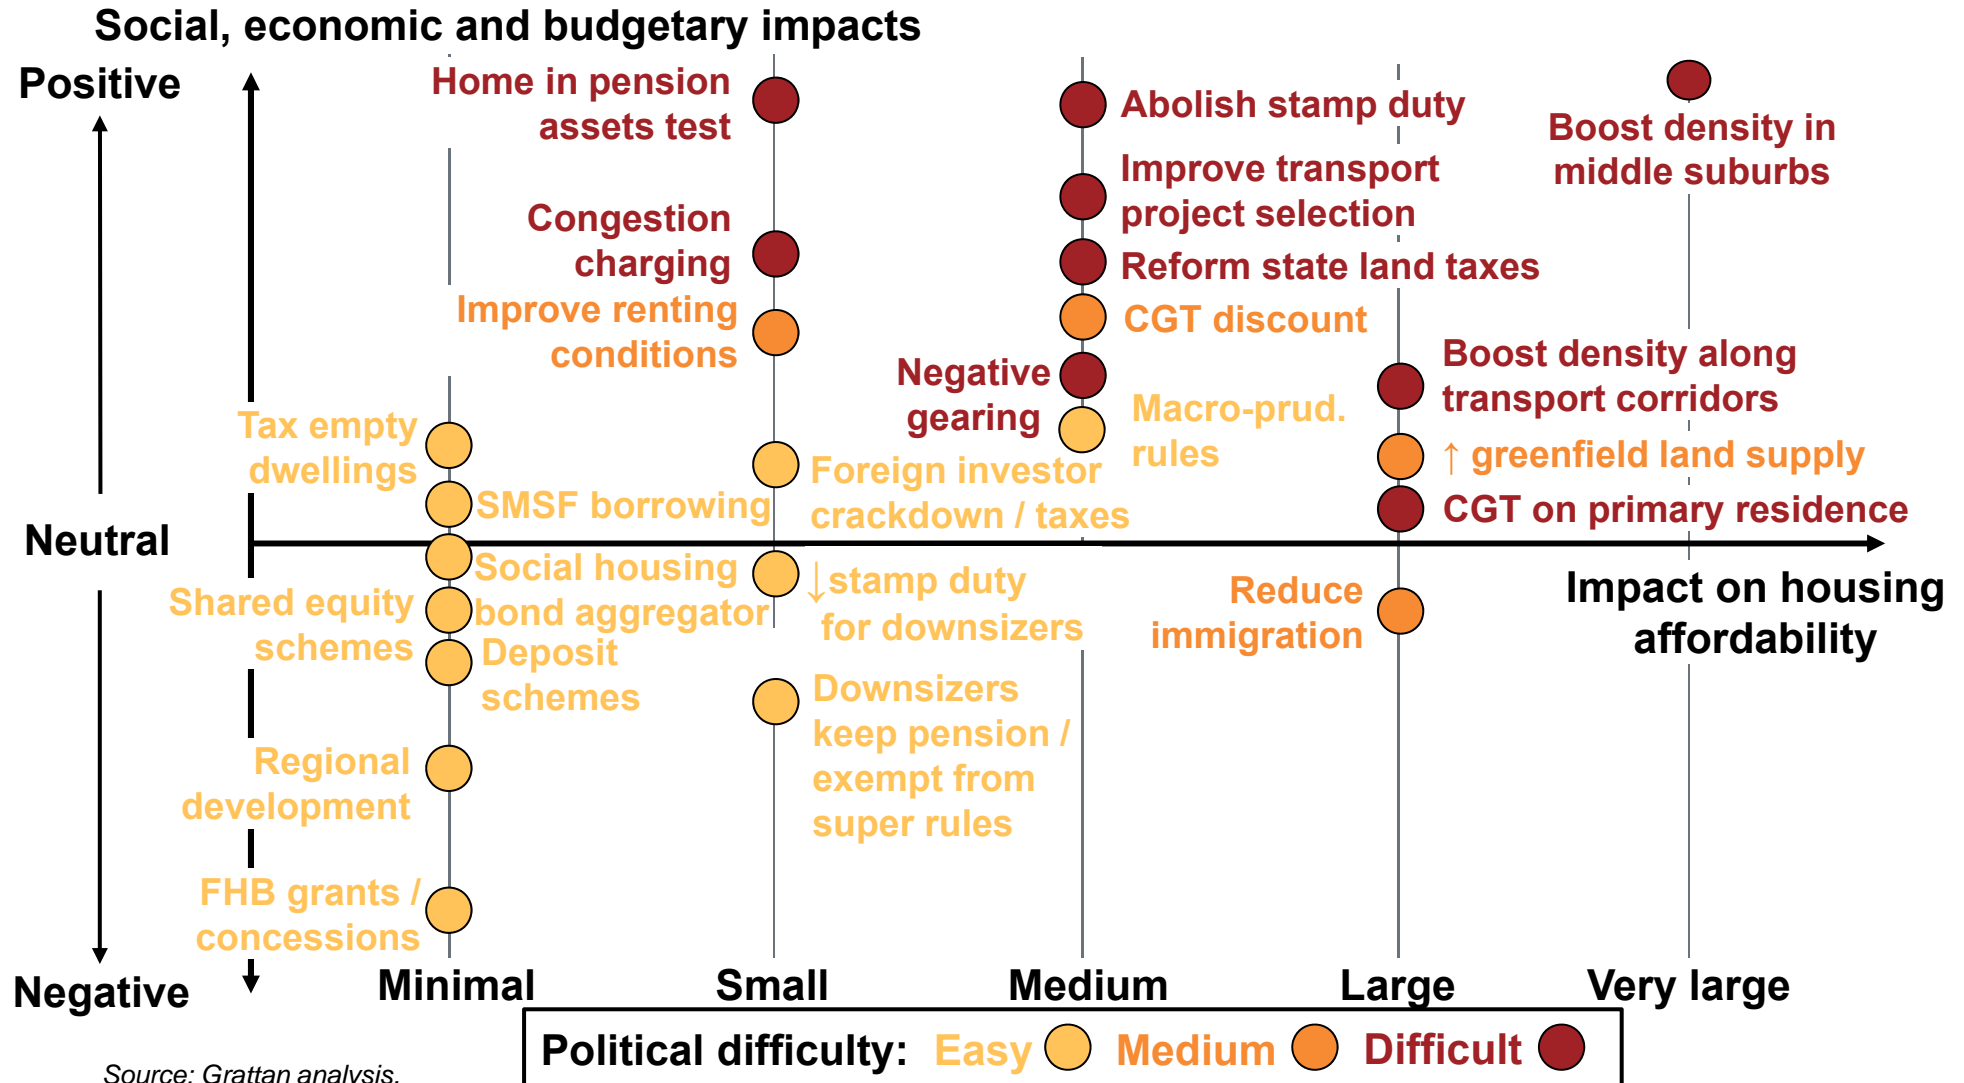 Social, economic and budgetary impacts
Positive
Home in pension
assets test
Abolish stamp duty
Boost density in
middle suburbs
Improve transport
project selection
Congestion
charging
Reform state land taxes
Improve renting
conditions
CGT discount
Negative
gearing
Boost density along
transport corridors
Macro-prud.
rules
Tax empty
dwellings
↑ greenfield land supply
Foreign investor
crackdown / taxes
SMSF borrowing
CGT on primary residence
Neutral
Social housing
bond aggregator
↓stamp duty
for downsizers
Reduce
immigration
Impact on housing
affordability
Shared equity
schemes
Deposit
schemes
Downsizers
keep pension /
exempt from
super rules
Regional
development
FHB grants /
concessions
Negative
Minimal
Small
Medium
Large
Very large
Political difficulty: Easy Medium Difficult
Source: Grattan analysis.